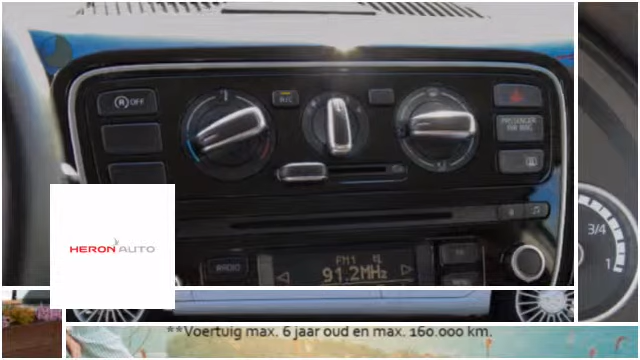 OFF
A/C
PASSENGER
AIR BAG
HERON AUTO
RADIO
FM1
91.2MHz
3/4
1
**Voertuig max. 6 jaar oud en max. 160.000 km.